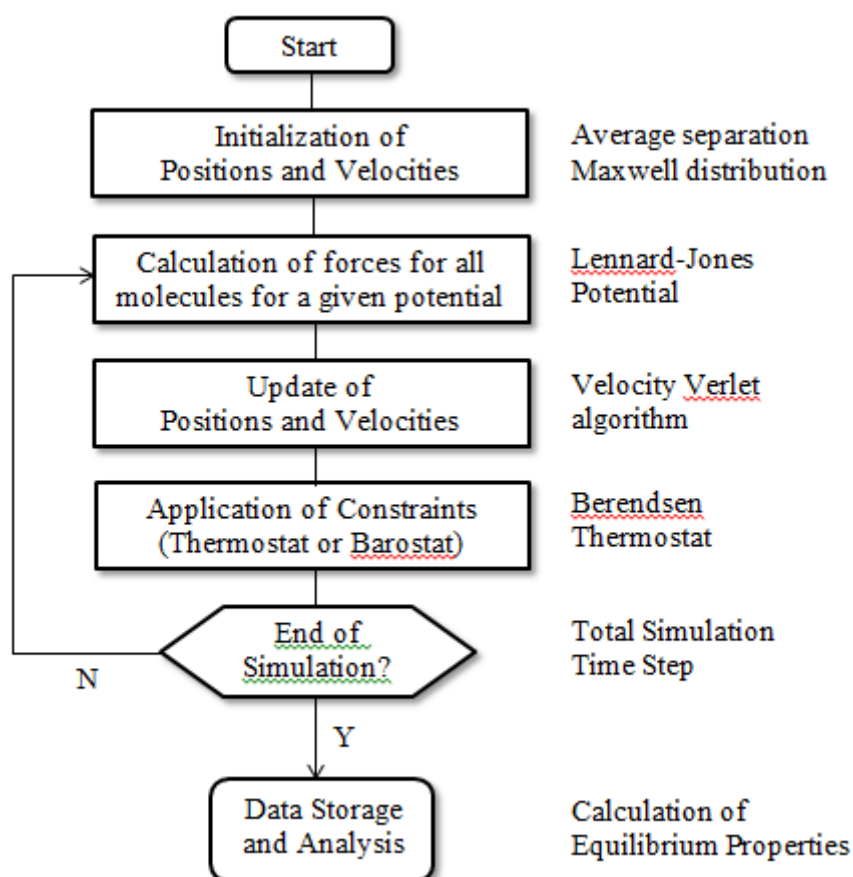 Start
Initialization of
Positions and Velocities
Average separation
Maxwell distribution
Calculation of forces for all
molecules for a given potential
Lennard-Jones
Potential
Update of
Positions and Velocities
Velocity Verlet
algorithm
Application of Constraints
(Thermostat or Barostat)
Berendsen
Thermostat
End of
Simulation?
Total Simulation
Time Step
N
Y
Data Storage
and Analysis
Calculation of
Equilibrium Properties